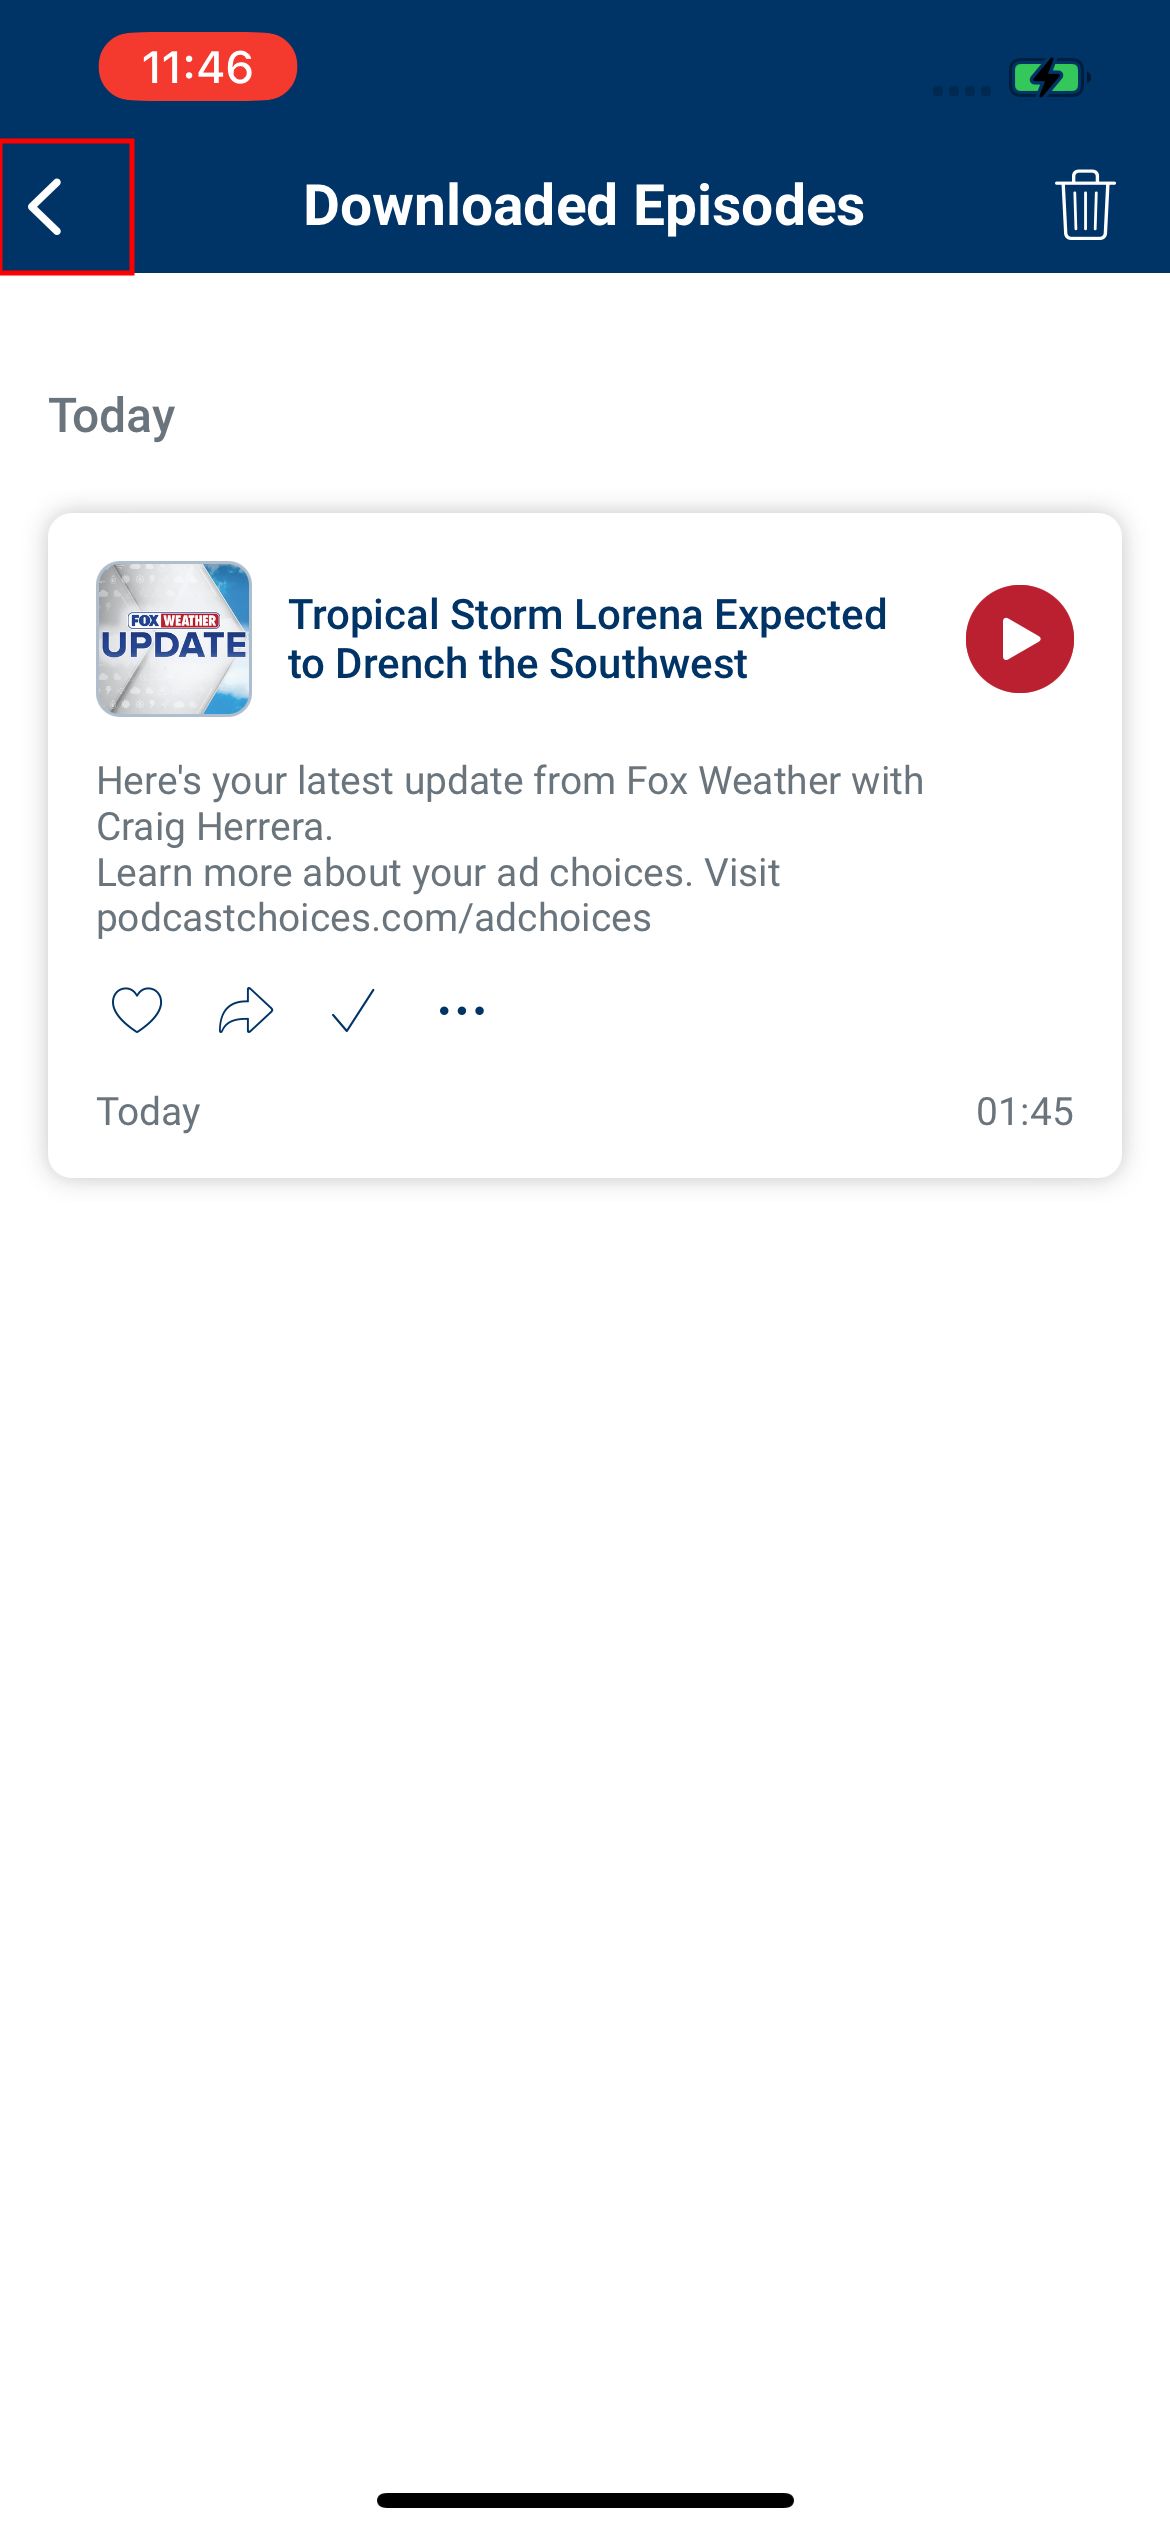 11:46
Downloaded Episodes
Today
FOX WEATHER
UPDATE
Tropical Storm Lorena Expected
to Drench the Southwest
Here's your latest update from Fox Weather with
Craig Herrera.
Learn more about your ad choices. Visit
podcastchoices.com/adchoices
Today
01:45